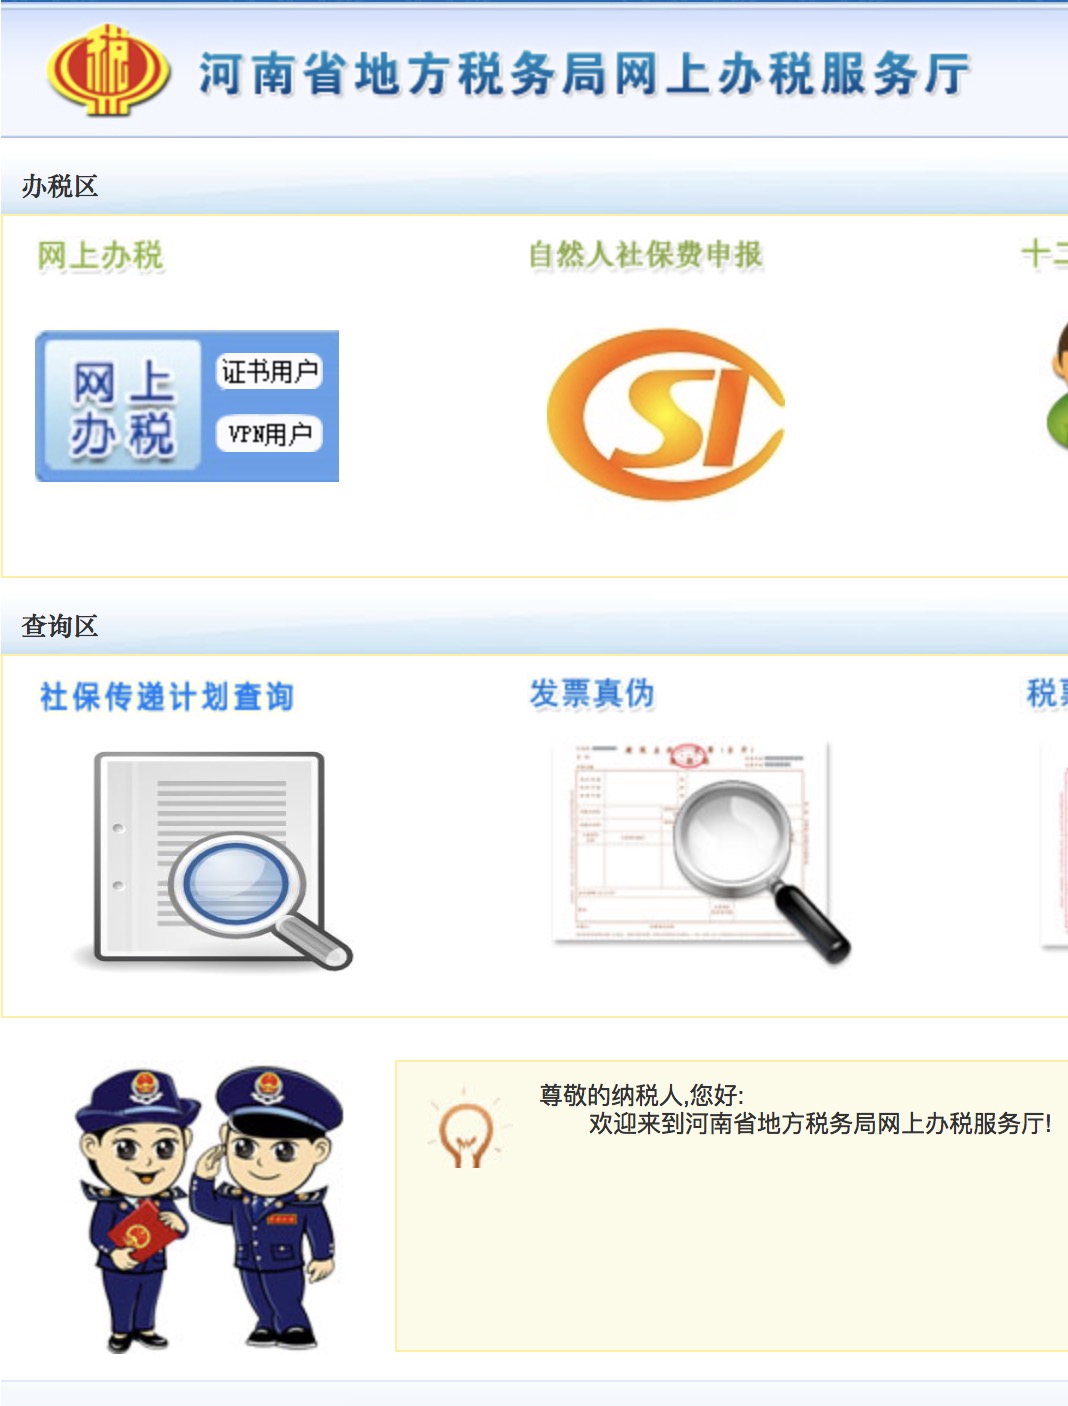 税
河南省地方税务局网上办税服务厅
办税区
网上办税
自然人社保费申报
十二
网上
办税
证书用户
VPN用户
SI
查询区
社保传递计划查询
发票真伪
税票
尊敬的纳税人,您好:
欢迎来到河南省地方税务局网上办税服务厅!